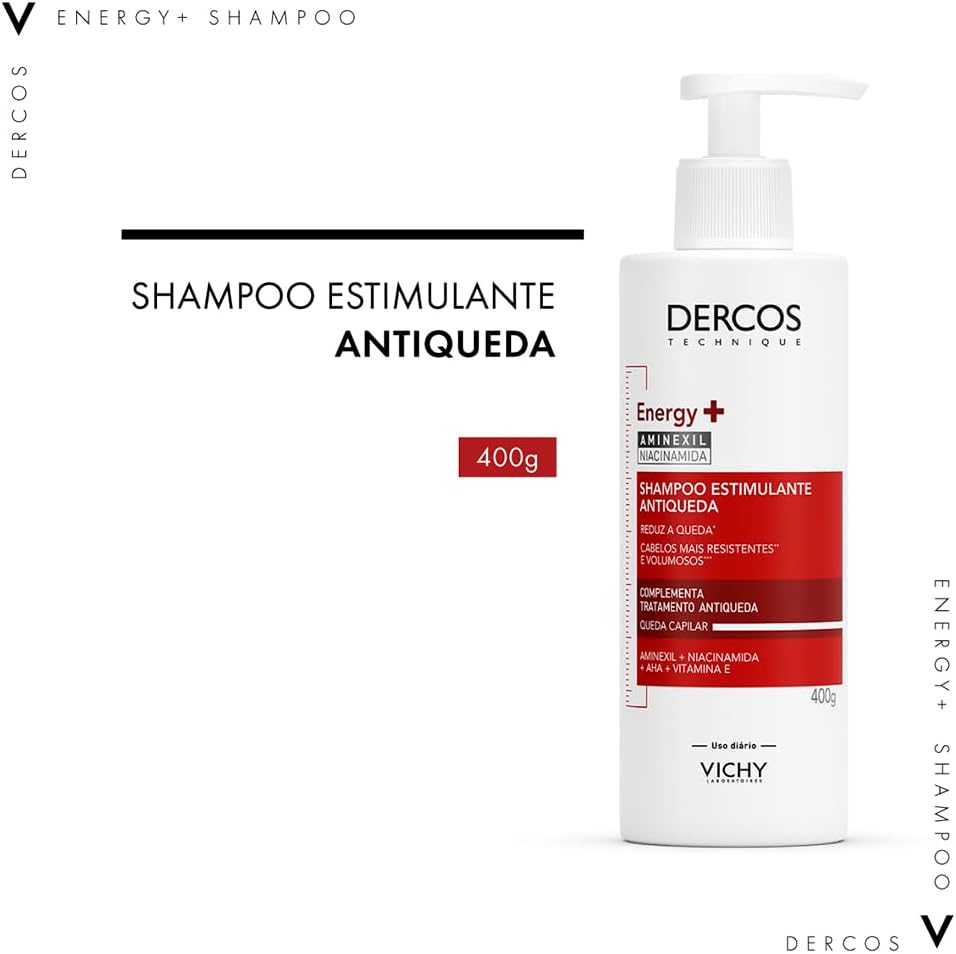 V ENERGY+ SHAMPOO
DERCOS
SHAMPOO ESTIMULANTE
ANTIQUEDA
400g
DERCOS
TECHNIQUE
Energy+
AMINEXIL
NIACINAMIDA
SHAMPOO ESTIMULANTE
ANTIQUEDA
REDUZ A QUEDA*
CABELOS MAIS RESISTENTES**
E VOLUMOSOS***
COMPLEMENTA
TRATAMENTO ANTIQUEDA
QUEDA CAPILAR
AMINEXIL + NIACINAMIDA
+ AHA + VITAMINA E
400g
Uso diário
VICHY
LABORATOIRES
ENERGY+ SHAMPOO
DERCOS V